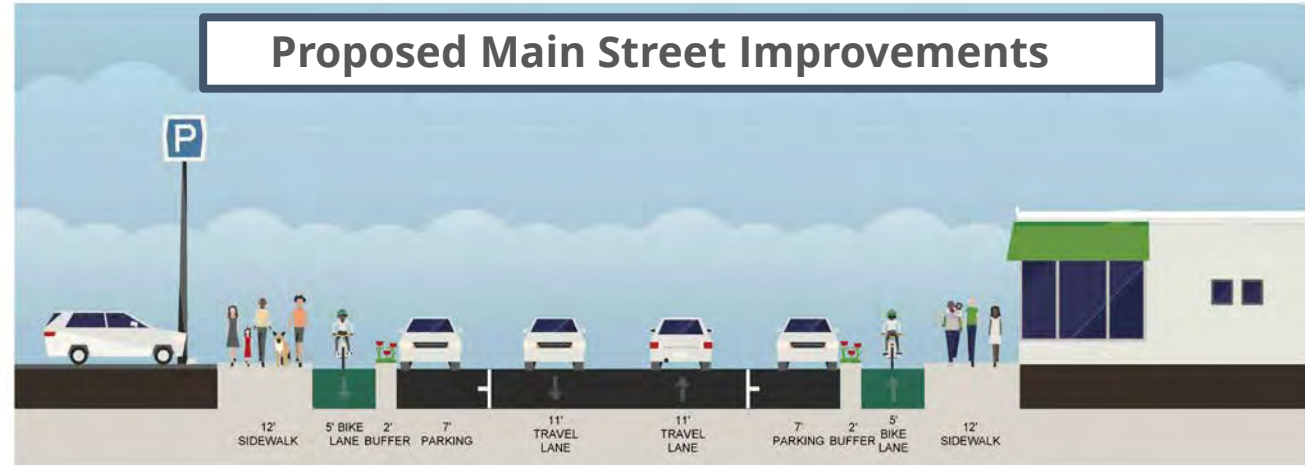 Proposed Main Street Improvements
P
12'
SIDEWALK
5' BIKE
LANE
2'
BUFFER
7'
PARKING
11'
TRAVEL
LANE
11'
TRAVEL
LANE
7'
PARKING
2'
BUFFER
5'
BIKE
LANE
12'
SIDEWALK